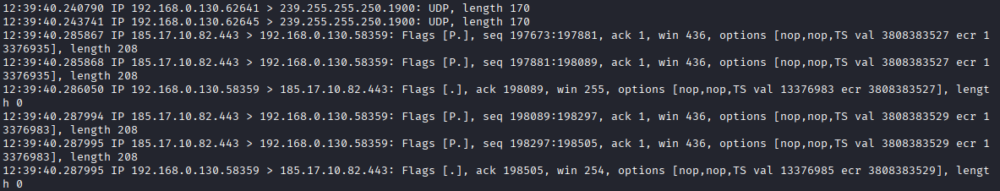 12:39:40.240790 IP 192.168.0.130.62641 > 239.255.255.250.1900: UDP, length 170
12:39:40.243741 IP 192.168.0.130.62645 > 239.255.255.250.1900: UDP, length 170
12:39:40.285867 IP 185.17.10.82.443 > 192.168.0.130.58359: Flags [P.], seq 197673:197881, ack 1, win 436, options [nop,nop,TS val 3808383527 ecr 1
3376935], length 208
12:39:40.285868 IP 185.17.10.82.443 > 192.168.0.130.58359: Flags [P.], seq 197881:198089, ack 1, win 436, options [nop,nop,TS val 3808383527 ecr 1
3376935], length 208
12:39:40.286050 IP 192.168.0.130.58359 > 185.17.10.82.443: Flags [.], ack 198089, win 255, options [nop,nop,TS val 13376983 ecr 3808383527], lengt
h 0
12:39:40.287994 IP 185.17.10.82.443 > 192.168.0.130.58359: Flags [P.], seq 198089:198297, ack 1, win 436, options [nop,nop,TS val 3808383529 ecr 1
3376983], length 208
12:39:40.287995 IP 185.17.10.82.443 > 192.168.0.130.58359: Flags [P.], seq 198297:198505, ack 1, win 436, options [nop,nop,TS val 3808383529 ecr 1
3376983], length 208
12:39:40.287995 IP 192.168.0.130.58359 > 185.17.10.82.443: Flags [.], ack 198505, win 254, options [nop,nop,TS val 13376985 ecr 3808383529], lengt
h 0